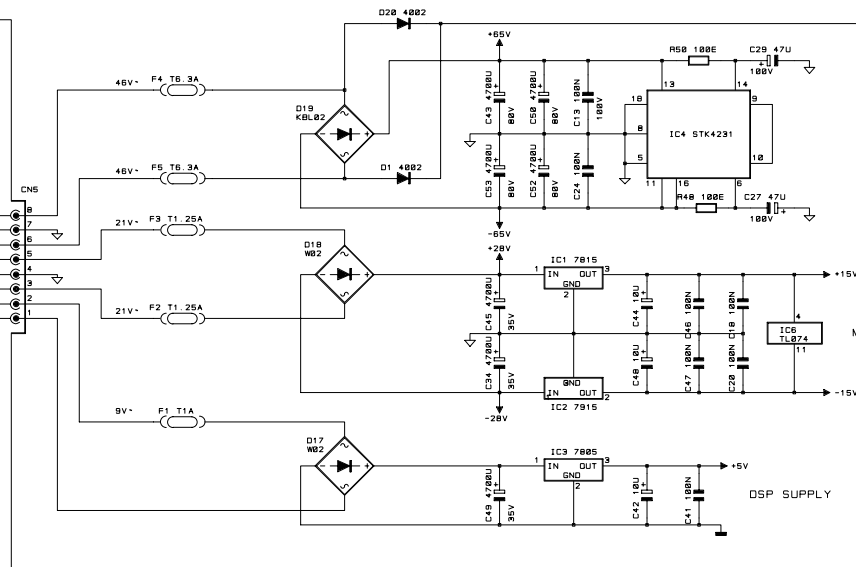 D20 4002
+65V
R50 100E
C29 47U
100V
46V~
F4 T6.3A
D19
KBL02
C43 4700U
80V
C50 4700U
80V
C13 100N
100V
13
14
18
9
8
IC4 STK4231
5
10
11
16
6
46V~
F5 T6.3A
D1 4002
C53 4700U
80V
C52 4700U
80V
C24 100N
R48 100E
C27 47U
100V
-65V
CN5
8
7
6
5
4
3
2
1
21V~
F3 T1.25A
D18
W02
+28V
IC1 7815
1
IN
OUT
3
GND
2
+15V
C45 4700U
35V
C44 10U
C46 100N
C18 100N
4
IC6
TL074
11
M
21V~
F2 T1.25A
C34 4700U
35V
C48 10U
C47 100N
C20 100N
GND
1
IN
OUT
2
IC2 7915
-28V
-15V
9V~
F1 T1A
D17
W02
IC3 7805
1
IN
OUT
3
GND
2
+5V
C49 4700U
35V
C42 10U
C41 100N
DSP SUPPLY